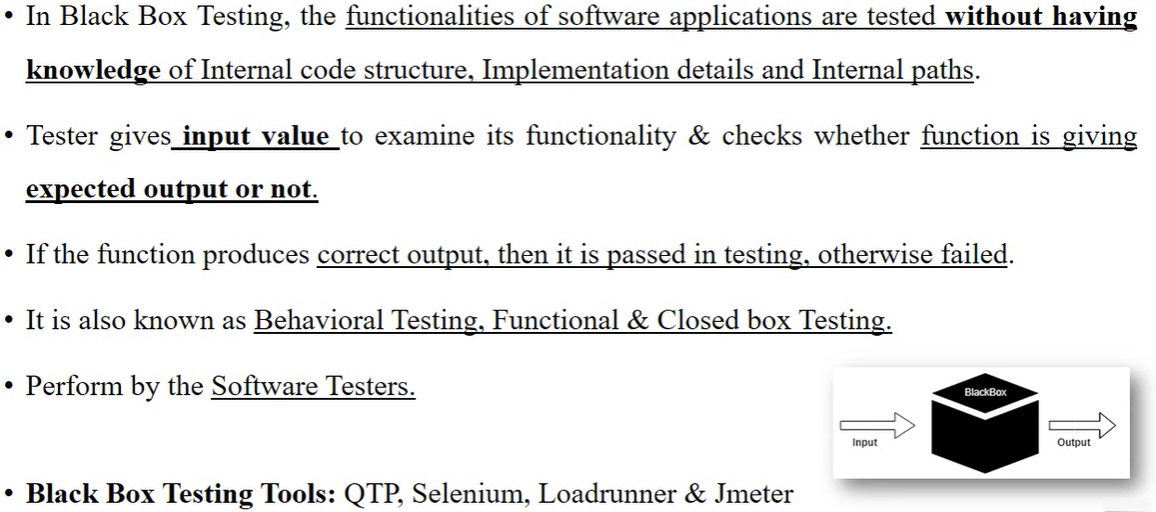 • In Black Box Testing, the functionalities of software applications are tested without having
knowledge of Internal code structure, Implementation details and Internal paths.
• Tester gives input value to examine its functionality & checks whether function is giving
expected output or not.
• If the function produces correct output, then it is passed in testing, otherwise failed.
• It is also known as Behavioral Testing, Functional & Closed box Testing.
• Perform by the Software Testers.
BlackBox
Input
Output
• Black Box Testing Tools: QTP, Selenium, Loadrunner & Jmeter